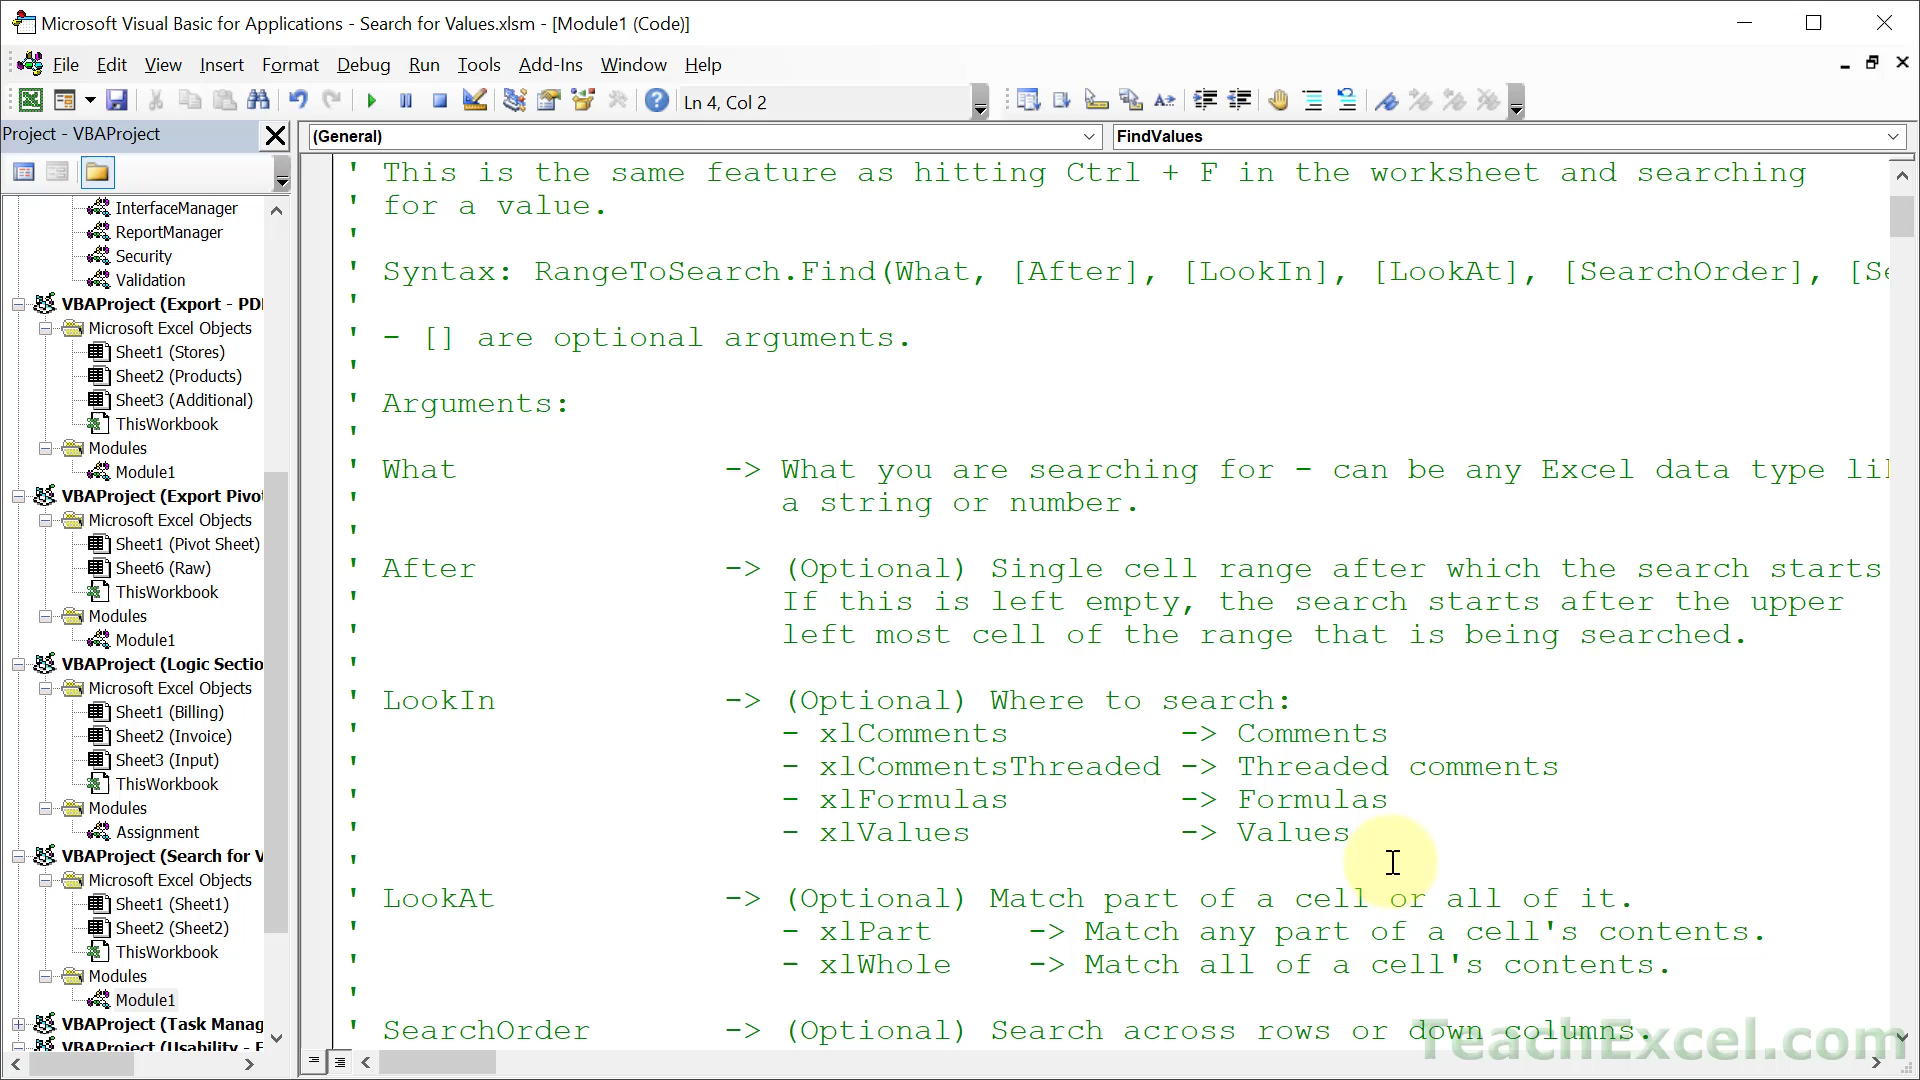 Microsoft Visual Basic for Applications - Search for Values.xlsm - [Module1 (Code)]
File Edit View Insert Format Debug Run Tools Add-Ins Window Help
Ln 4, Col 2
Project - VBAProject
(General)
FindValues
InterfaceManager
ReportManager
Security
Validation
VBAProject (Export - PDF
Microsoft Excel Objects
Sheet1 (Stores)
Sheet2 (Products)
Sheet3 (Additional)
ThisWorkbook
Modules
Module1
VBAProject (Export Pivot
Microsoft Excel Objects
Sheet1 (Pivot Sheet)
Sheet6 (Raw)
ThisWorkbook
Modules
Module1
VBAProject (Logic Sectio
Microsoft Excel Objects
Sheet1 (Billing)
Sheet2 (Invoice)
Sheet3 (Input)
ThisWorkbook
Modules
Assignment
VBAProject (Search for V
Microsoft Excel Objects
Sheet1 (Sheet1)
Sheet2 (Sheet2)
ThisWorkbook
Modules
Module1
VBAProject (Task Manag
VBAProject (Usability - F
' This is the same feature as hitting Ctrl + F in the worksheet and searching
' for a value.
'
' Syntax: RangeToSearch.Find(What, [After], [LookIn], [LookAt], [SearchOrder], [Se
'
' - [] are optional arguments.
'
' Arguments:
'
' What -> What you are searching for - can be any Excel data type li
' a string or number.
'
' After -> (Optional) Single cell range after which the search starts
' If this is left empty, the search starts after the upper
' left most cell of the range that is being searched.
'
' LookIn -> (Optional) Where to search:
' - xlComments -> Comments
' - xlCommentsThreaded -> Threaded comments
' - xlFormulas -> Formulas
' - xlValues -> Values
'
' LookAt -> (Optional) Match part of a cell or all of it.
' - xlPart -> Match any part of a cell's contents.
' - xlWhole -> Match all of a cell's contents.
'
' SearchOrder -> (Optional) Search across rows or down columns.
TeachExcel.com